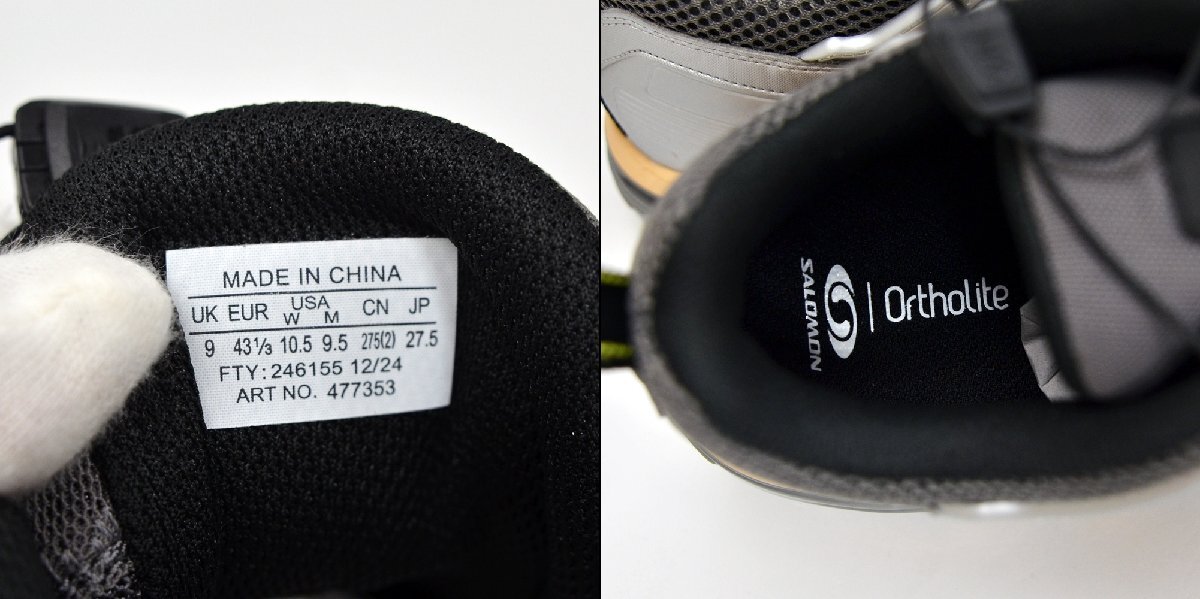 MADE IN CHINA
UK EUR USA W M CN JP
9 43⅓ 10.5 9.5 275(2) 27.5
FTY: 246155 12/24
ART NO. 477353
SALOMON
Ortholite